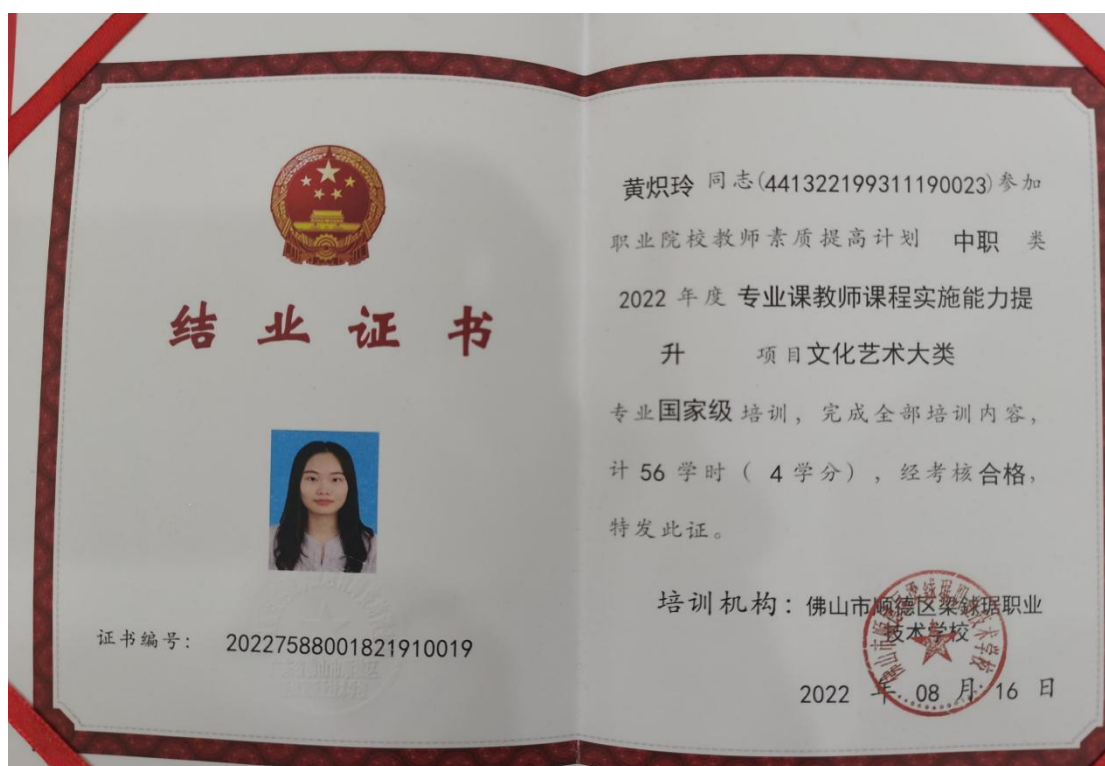 结业证书
证书编号: 20227588001821910019
黄炽玲 同志(441322199311190023)参加
职业院校教师素质提高计划 中职 类
2022 年度 专业课教师课程实施能力提
升 项目文化艺术大类
专业国家级 培训, 完成全部培训内容,
计 56 学时 ( 4 学分) , 经考核合格,
特发此证。
培训机构: 佛山市顺德区梁銶琚职业
技术学校
2022 年 08 月 16 日